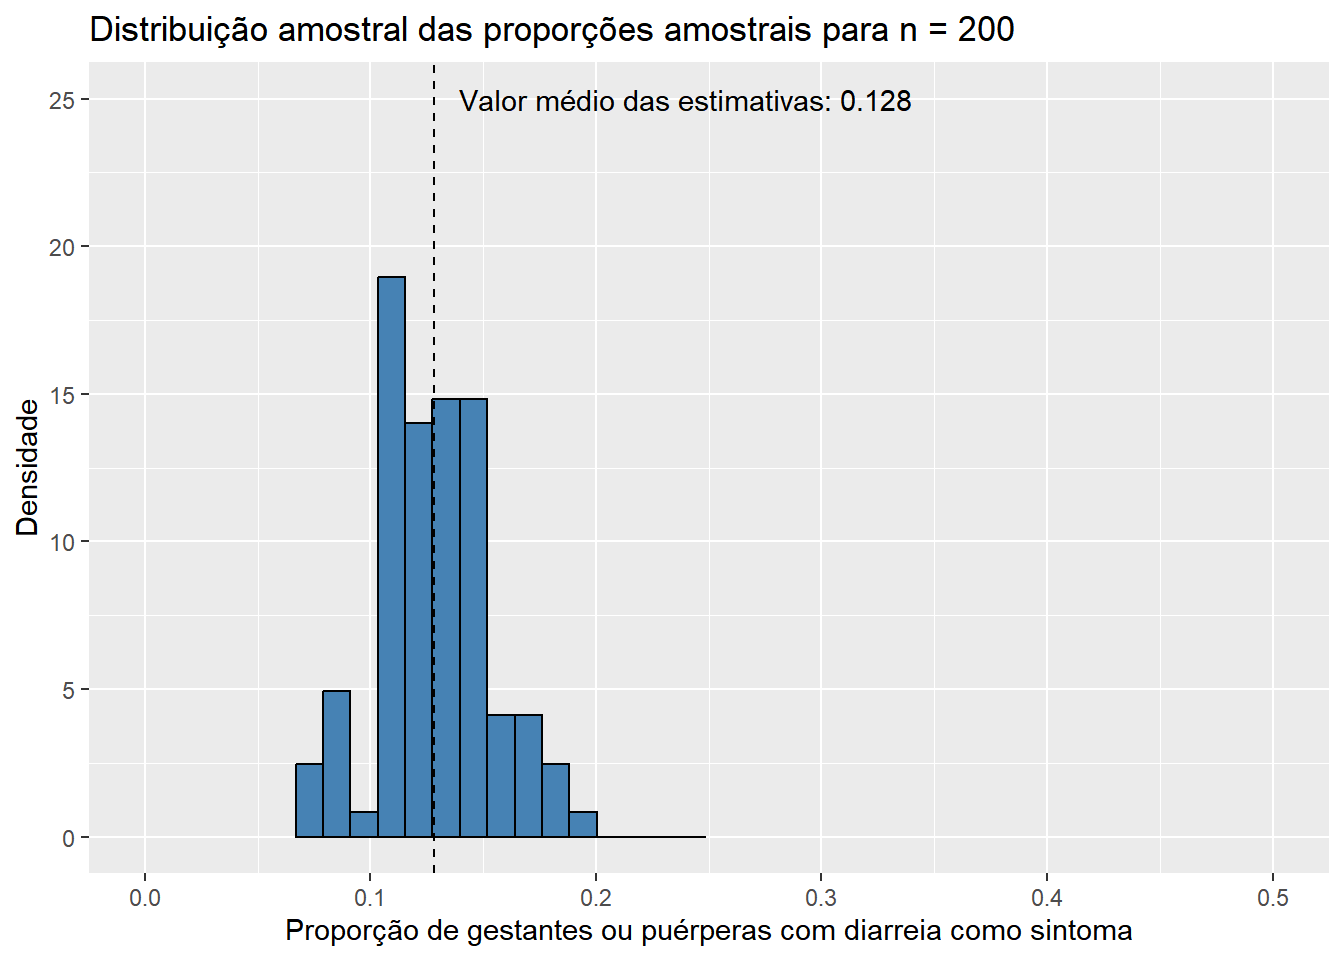 Distribuição amostral das proporções amostrais para n = 200
Valor médio das estimativas: 0.128
25
20
15
10
5
0
Densidade
0.0 0.1 0.2 0.3 0.4 0.5
Proporção de gestantes ou puérperas com diarreia como sintoma